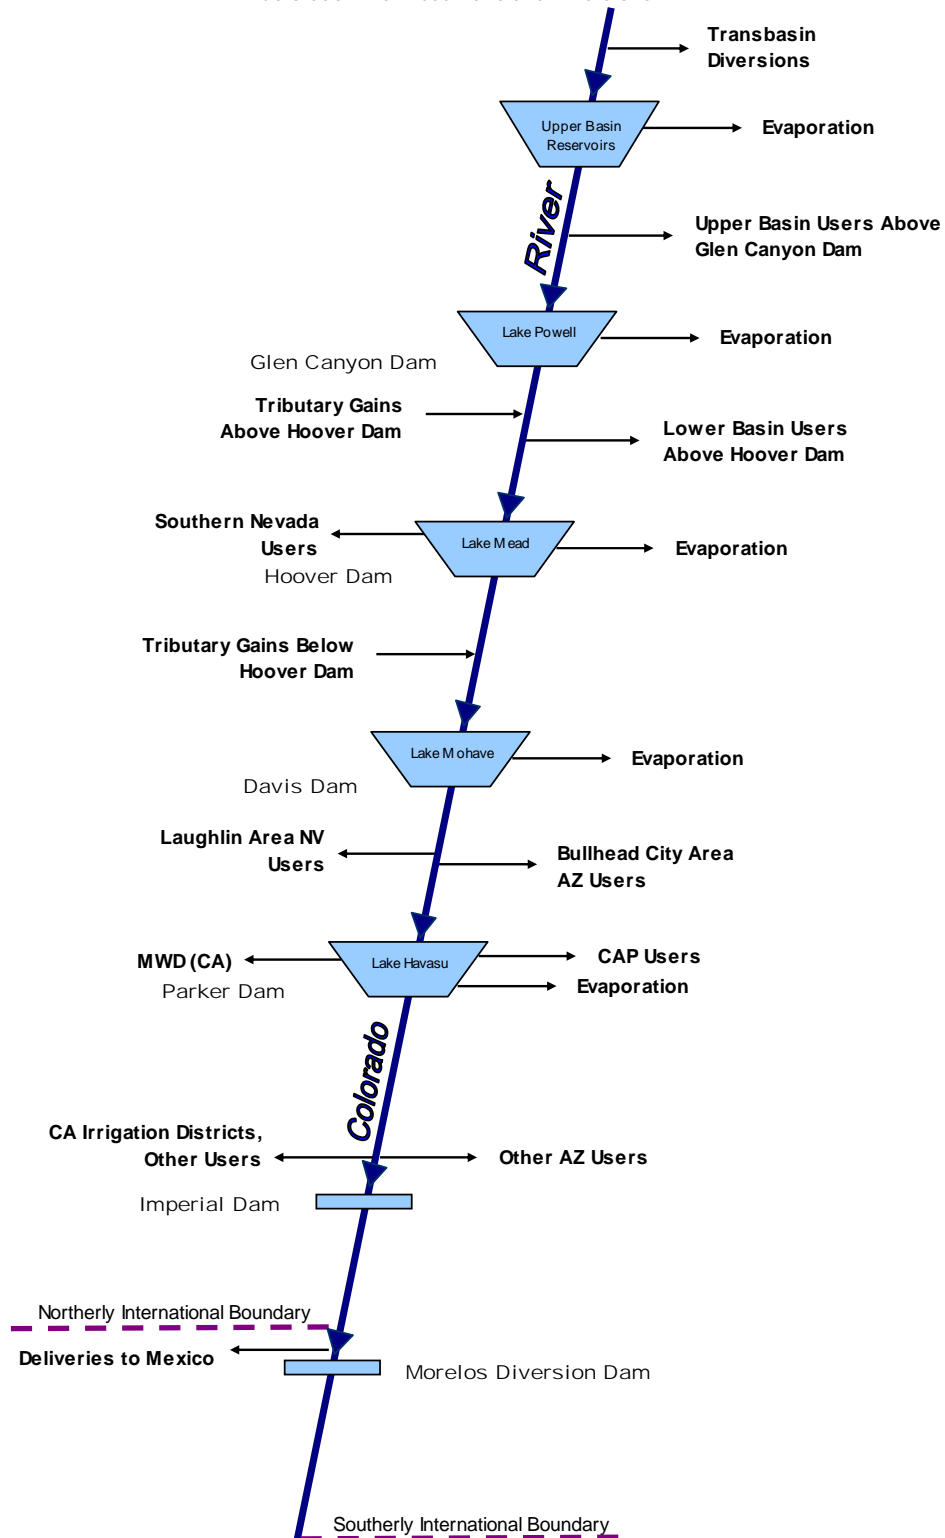 Transbasin
Diversions
Upper Basin
Reservoirs
Evaporation
River
Upper Basin Users Above
Glen Canyon Dam
Lake Powell
Evaporation
Glen Canyon Dam
Tributary Gains
Above Hoover Dam
Lower Basin Users
Above Hoover Dam
Southern Nevada
Users
Lake Mead
Evaporation
Hoover Dam
Tributary Gains Below
Hoover Dam
Lake Mohave
Evaporation
Davis Dam
Laughlin Area NV
Users
Bullhead City Area
AZ Users
MWD (CA)
Lake Havasu
CAP Users
Evaporation
Parker Dam
Colorado
CA Irrigation Districts,
Other Users
Other AZ Users
Imperial Dam
Northerly International Boundary
Deliveries to Mexico
Morelos Diversion Dam
Southerly International Boundary